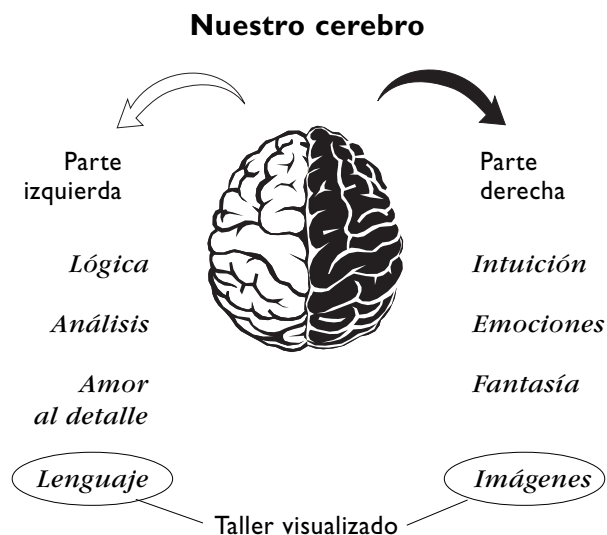 Nuestro cerebro
Parte
izquierda
Lógica
Análisis
Amor
al detalle
Lenguaje
Parte
derecha
Intuición
Emociones
Fantasía
Imágenes
Taller visualizado